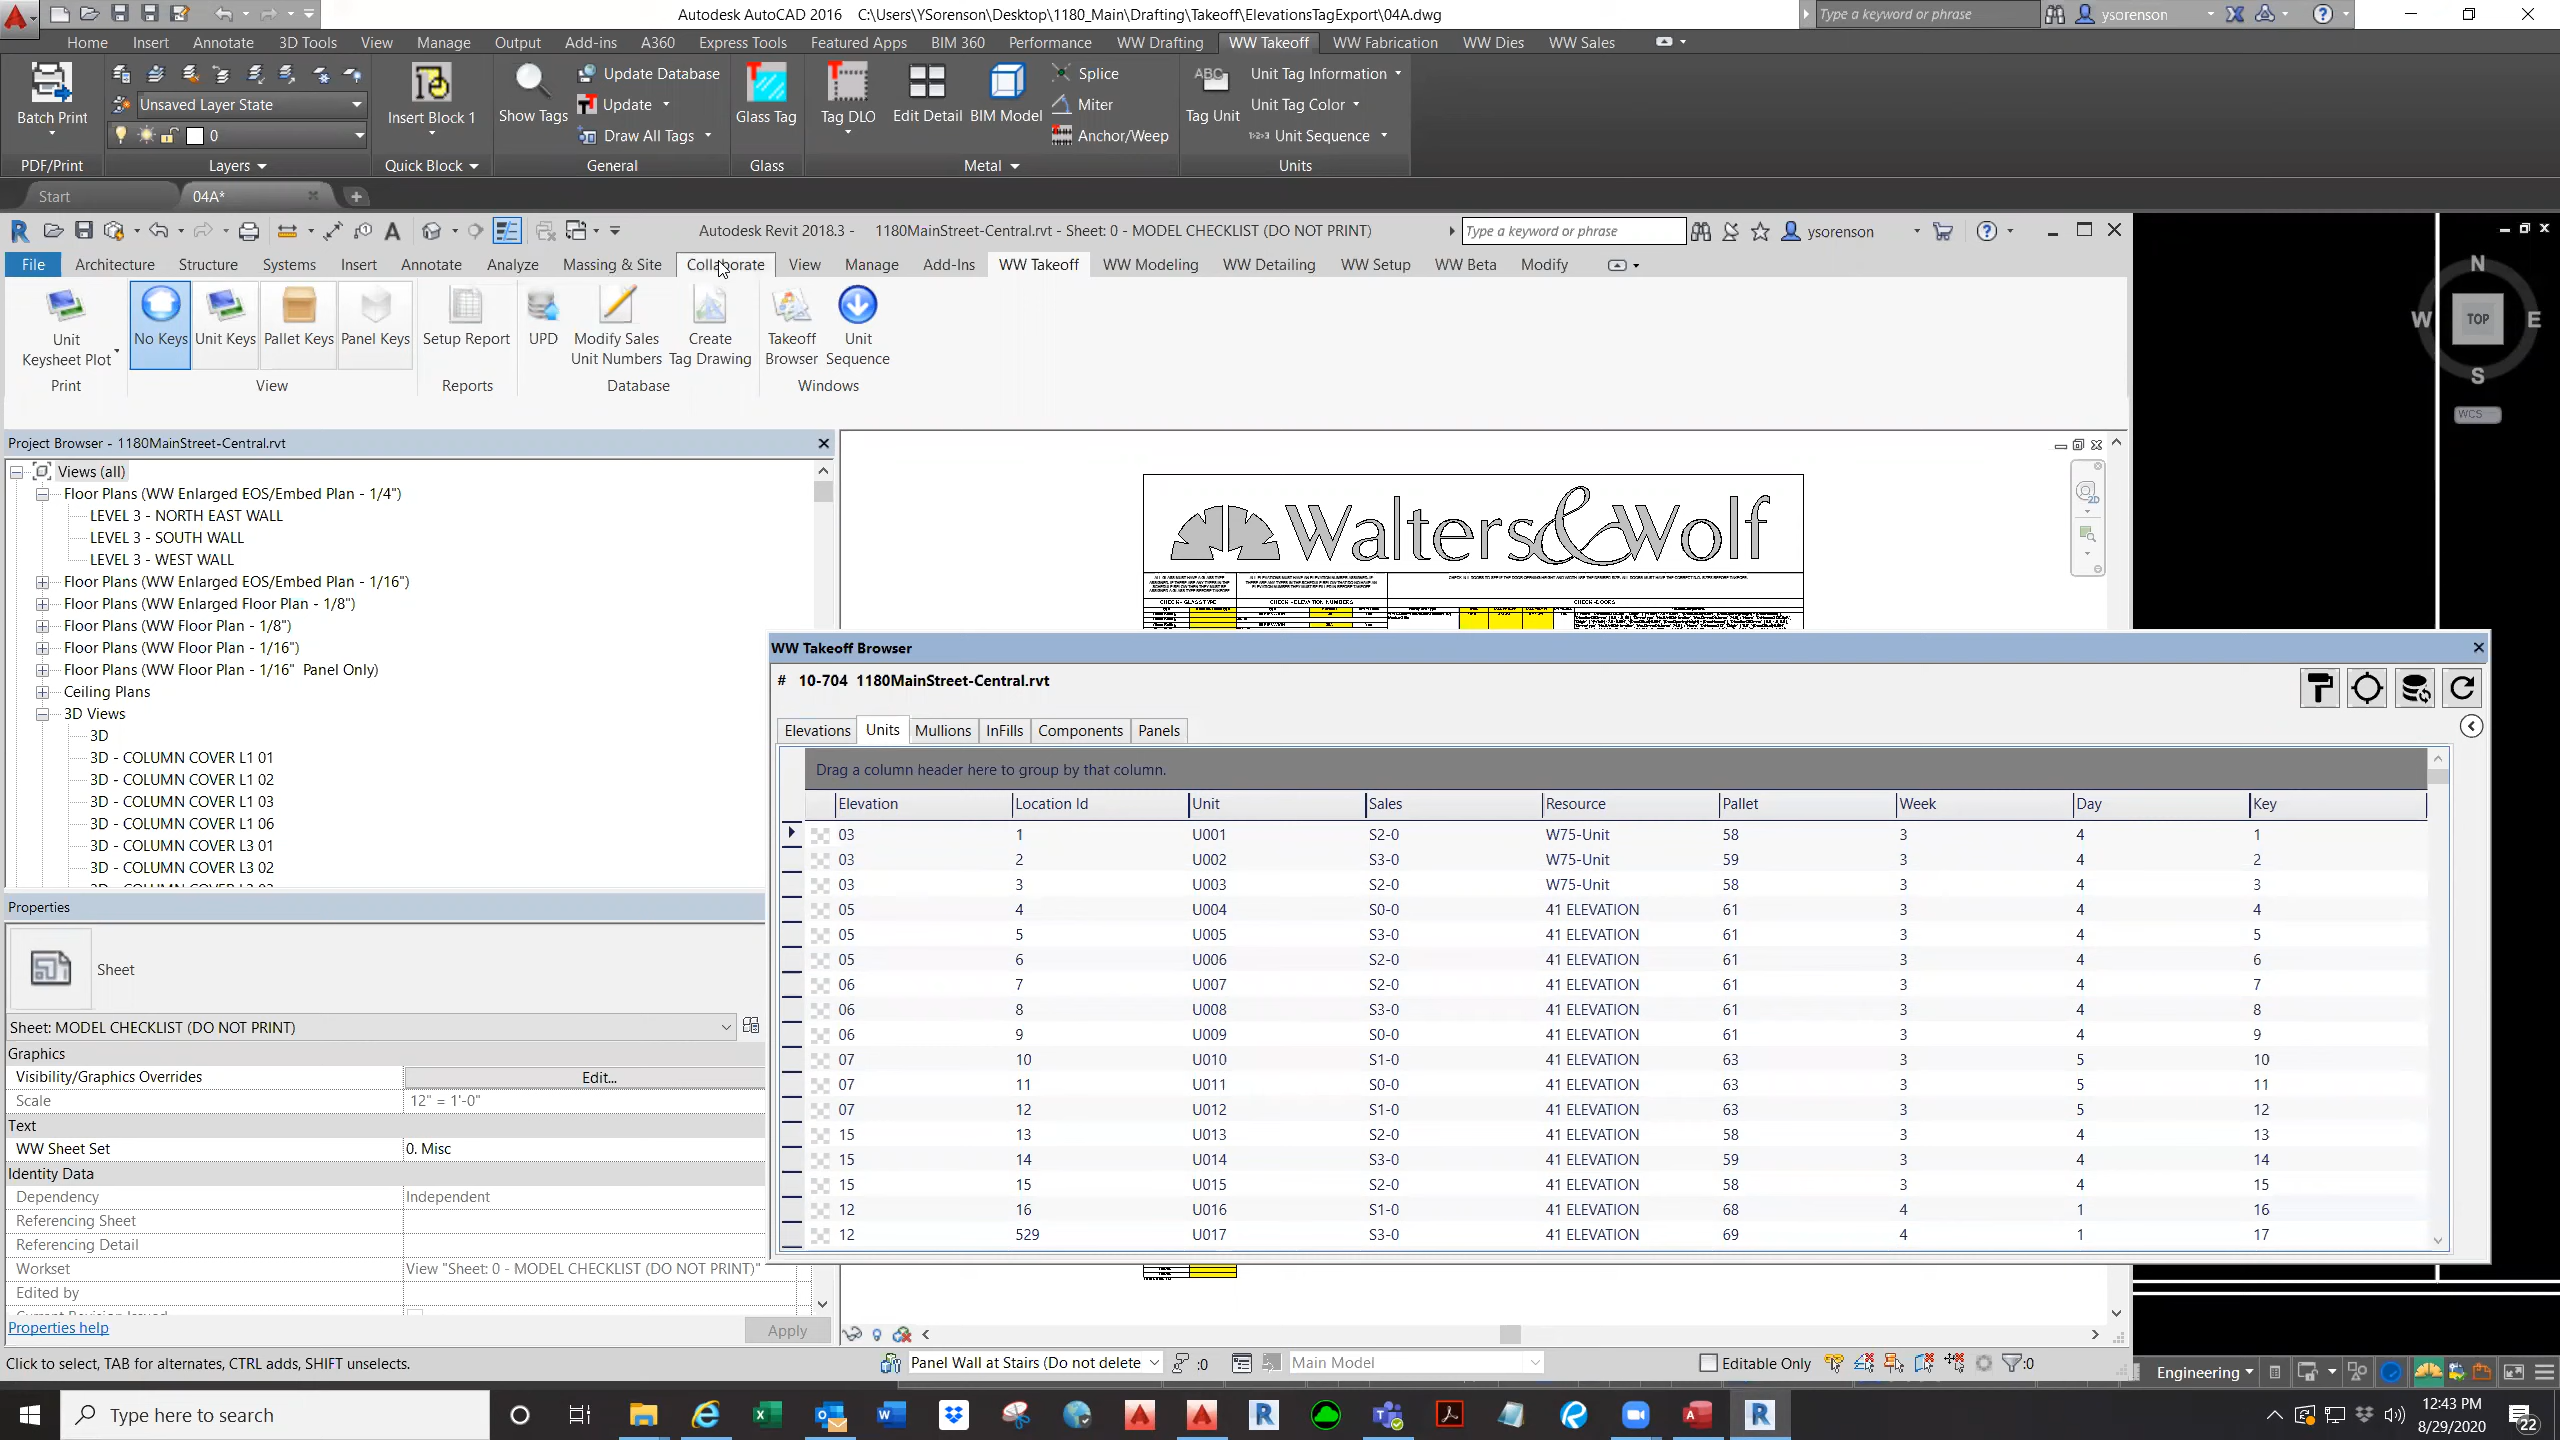 Autodesk AutoCAD 2016 C:\Users\YSorenson\Desktop\1180_Main\Drafting\Takeoff\ElevationsTagExport\04A.dwg
Type a keyword or phrase
ysorenson
Home Insert Annotate 3D Tools View Manage Output Add-ins A360 Express Tools Featured Apps BIM 360 Performance WW Drafting WW Takeoff WW Fabrication WW Dies WW Sales
Batch Print
Unsaved Layer State
0
Insert Block 1
Show Tags
Update Database
Update
Draw All Tags
Glass Tag
Tag DLO
Edit Detail
BIM Model
Splice
Miter
Anchor/Weep
ABC
Tag Unit
Unit Tag Information
Unit Tag Color
Unit Sequence
PDF/Print Layers Quick Block General Glass Metal Units
Start 04A*
Autodesk Revit 2018.3 - 1180MainStreet-Central.rvt - Sheet: 0 - MODEL CHECKLIST (DO NOT PRINT)
Type a keyword or phrase
ysorenson
File Architecture Structure Systems Insert Annotate Analyze Massing & Site Collaborate View Manage Add-Ins WW Takeoff WW Modeling WW Detailing WW Setup WW Beta Modify
Unit Keysheet Plot
No Keys
Unit Keys
Pallet Keys
Panel Keys
Setup Report
UPD
Modify Sales Unit Numbers
Create Tag Drawing
Takeoff Browser
Unit Sequence
Print View Reports Database Windows
N
W TOP E
S
WCS
Project Browser - 1180MainStreet-Central.rvt
Views (all)
Floor Plans (WW Enlarged EOS/Embed Plan - 1/4")
LEVEL 3 - NORTH EAST WALL
LEVEL 3 - SOUTH WALL
LEVEL 3 - WEST WALL
Floor Plans (WW Enlarged EOS/Embed Plan - 1/16")
Floor Plans (WW Enlarged Floor Plan - 1/8")
Floor Plans (WW Floor Plan - 1/8")
Floor Plans (WW Floor Plan - 1/16")
Floor Plans (WW Floor Plan - 1/16" Panel Only)
Ceiling Plans
3D Views
3D
3D - COLUMN COVER L1 01
3D - COLUMN COVER L1 02
3D - COLUMN COVER L1 03
3D - COLUMN COVER L1 06
3D - COLUMN COVER L3 01
3D - COLUMN COVER L3 02
Walters&Wolf
CHECK - GLASS TYPE CHECK - ELEVATION NUMBERS CHECK - DOORS
Properties
Sheet
Sheet: MODEL CHECKLIST (DO NOT PRINT)
Graphics
Visibility/Graphics Overrides Edit...
Scale 12" = 1'-0"
Text
WW Sheet Set 0. Misc
Identity Data
Dependency Independent
Referencing Sheet
Referencing Detail
Workset View "Sheet: 0 - MODEL CHECKLIST (DO NOT PRINT)"
Edited by
Properties help Apply
WW Takeoff Browser
# 10-704 1180MainStreet-Central.rvt
Elevations Units Mullions InFills Components Panels
Drag a column header here to group by that column.
Elevation Location Id Unit Sales Resource Pallet Week Day Key
03 1 U001 S2-0 W75-Unit 58 3 4 1
03 2 U002 S3-0 W75-Unit 59 3 4 2
03 3 U003 S2-0 W75-Unit 58 3 4 3
05 4 U004 S0-0 41 ELEVATION 61 3 4 4
05 5 U005 S3-0 41 ELEVATION 61 3 4 5
05 6 U006 S2-0 41 ELEVATION 61 3 4 6
06 7 U007 S2-0 41 ELEVATION 61 3 4 7
06 8 U008 S3-0 41 ELEVATION 61 3 4 8
06 9 U009 S0-0 41 ELEVATION 61 3 4 9
07 10 U010 S1-0 41 ELEVATION 63 3 5 10
07 11 U011 S0-0 41 ELEVATION 63 3 5 11
07 12 U012 S1-0 41 ELEVATION 63 3 5 12
15 13 U013 S2-0 41 ELEVATION 58 3 4 13
15 14 U014 S3-0 41 ELEVATION 59 3 4 14
15 15 U015 S2-0 41 ELEVATION 58 3 4 15
12 16 U016 S1-0 41 ELEVATION 68 4 1 16
12 529 U017 S3-0 41 ELEVATION 69 4 1 17
Click to select, TAB for alternates, CTRL adds, SHIFT unselects.
Panel Wall at Stairs (Do not delete
:0
Main Model
Editable Only
:0
Engineering
Type here to search
12:43 PM
8/29/2020
22